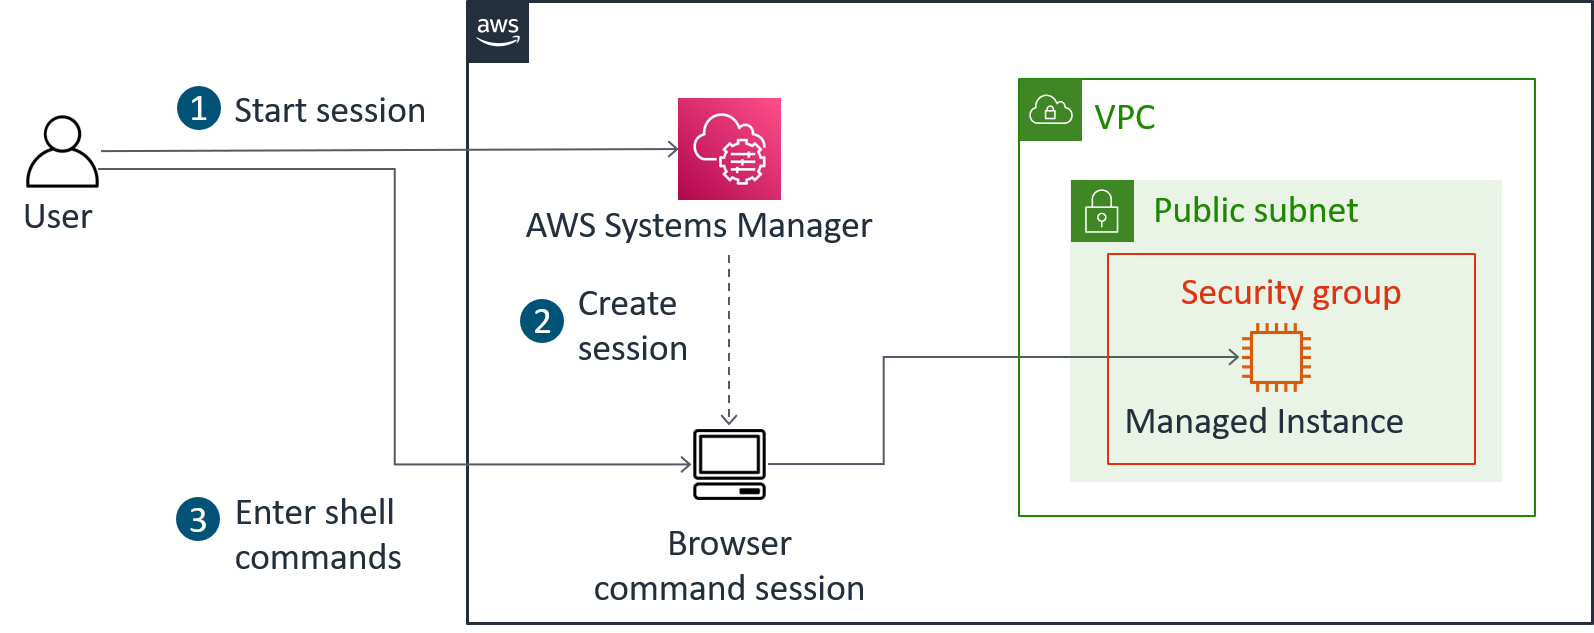 aws
1 Start session
VPC
User
AWS Systems Manager
Public subnet
2 Create
session
Security group
Managed Instance
3 Enter shell
commands
Browser
command session